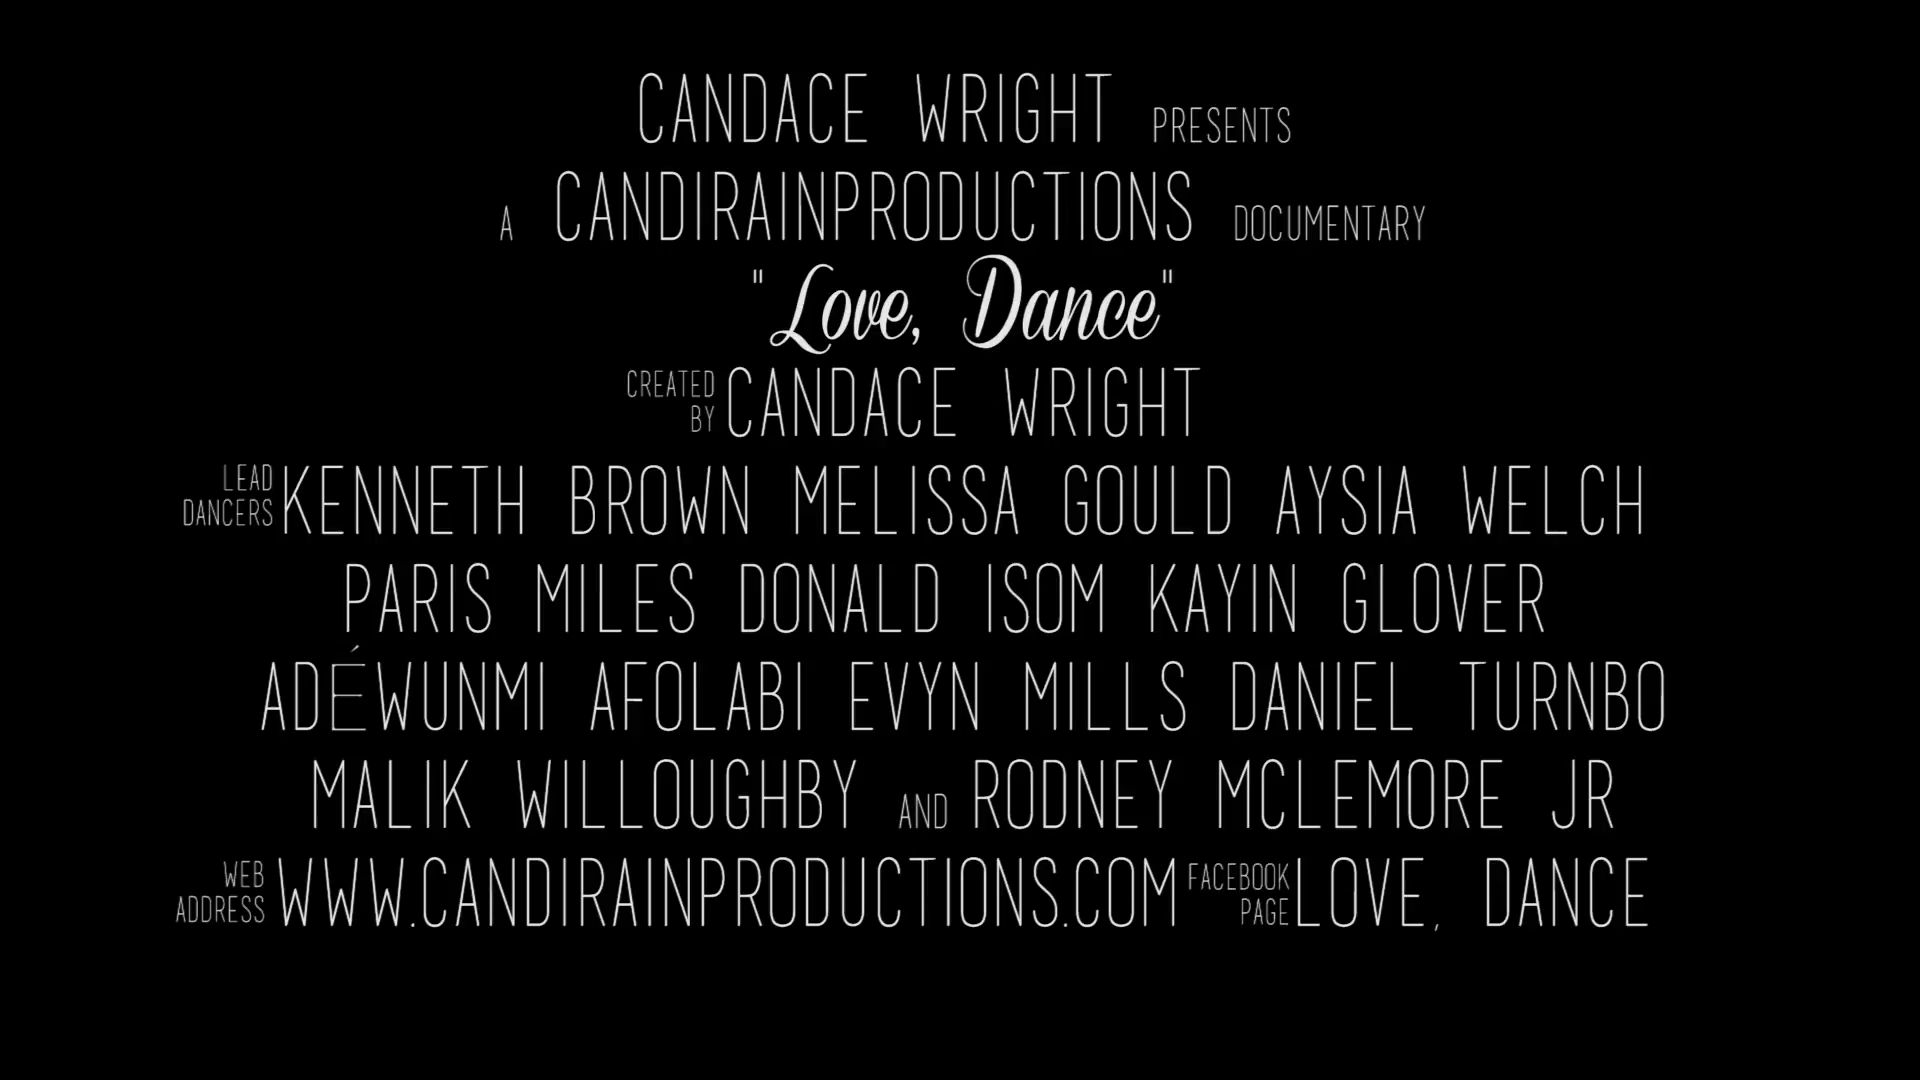 CANDACE WRIGHT PRESENTS
A CANDIRAINPRODUCTIONS DOCUMENTARY
"Love, Dance"
CREATED BY CANDACE WRIGHT
LEAD DANCERS KENNETH BROWN MELISSA GOULD AYSIA WELCH
PARIS MILES DONALD ISOM KAYIN GLOVER
ADÉWUNMI AFOLABI EVYN MILLS DANIEL TURNBO
MALIK WILLOUGHBY AND RODNEY MCLEMORE JR
WEB ADDRESS WWW.CANDIRAINPRODUCTIONS.COM FACEBOOK PAGE LOVE, DANCE